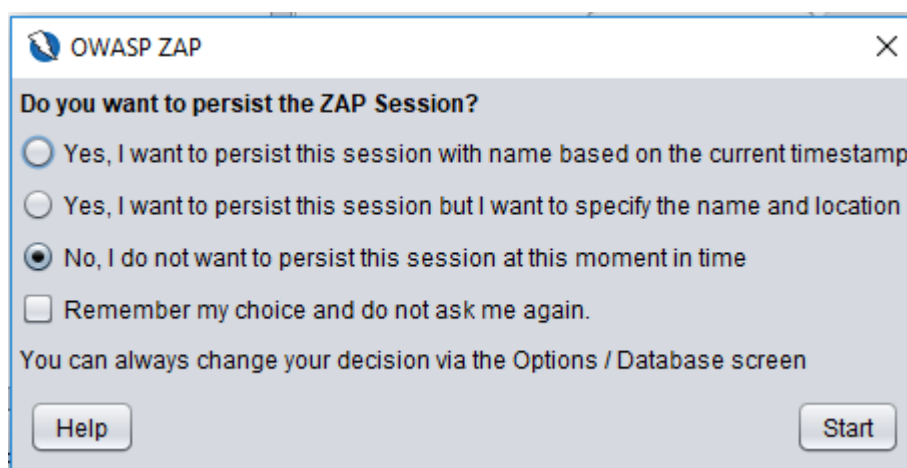 OWASP ZAP
Do you want to persist the ZAP Session?
Yes, I want to persist this session with name based on the current timestamp
Yes, I want to persist this session but I want to specify the name and location
No, I do not want to persist this session at this moment in time
Remember my choice and do not ask me again.
You can always change your decision via the Options / Database screen
Help
Start